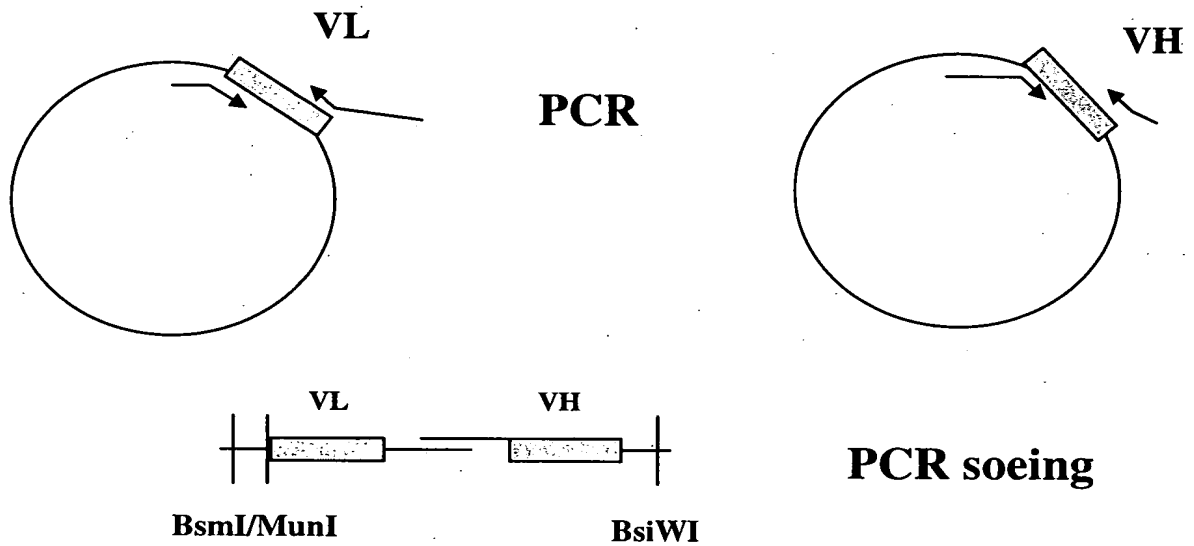 VL
VH
PCR
VL
VH
PCR soeing
BsmI/MunI
BsiWI